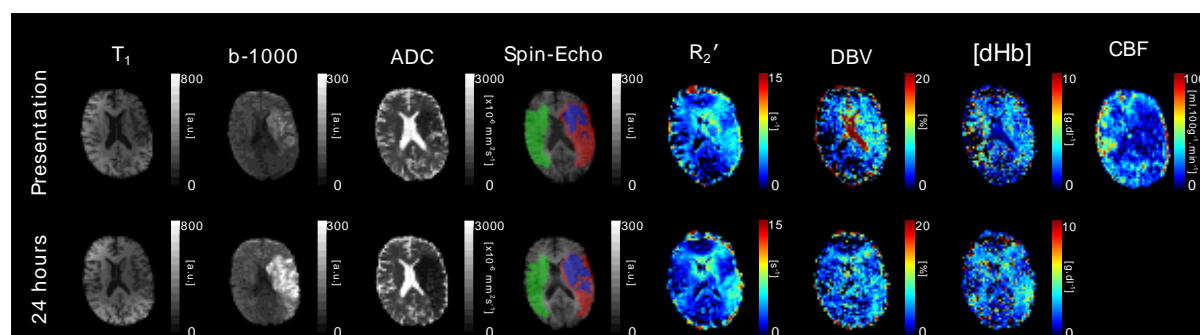 T₁ b-1000 ADC Spin-Echo R₂′ DBV [dHb] CBF
Presentation
800 [a.u] 0
300 [a.u] 0
3000 [x10⁻⁶ mm²s⁻¹] 0
300 [a.u] 0
15 [s⁻¹] 0
20 [%] 0
10 [g.dl⁻¹] 0
100 [ml.100g⁻¹.min⁻¹] 0
24 hours
800 [a.u.] 0
300 [a.u.] 0
3000 [x10⁻⁶ mm²s⁻¹] 0
300 [a.u.] 0
15 [s⁻¹] 0
20 [%] 0
10 [g.dl⁻¹] 0